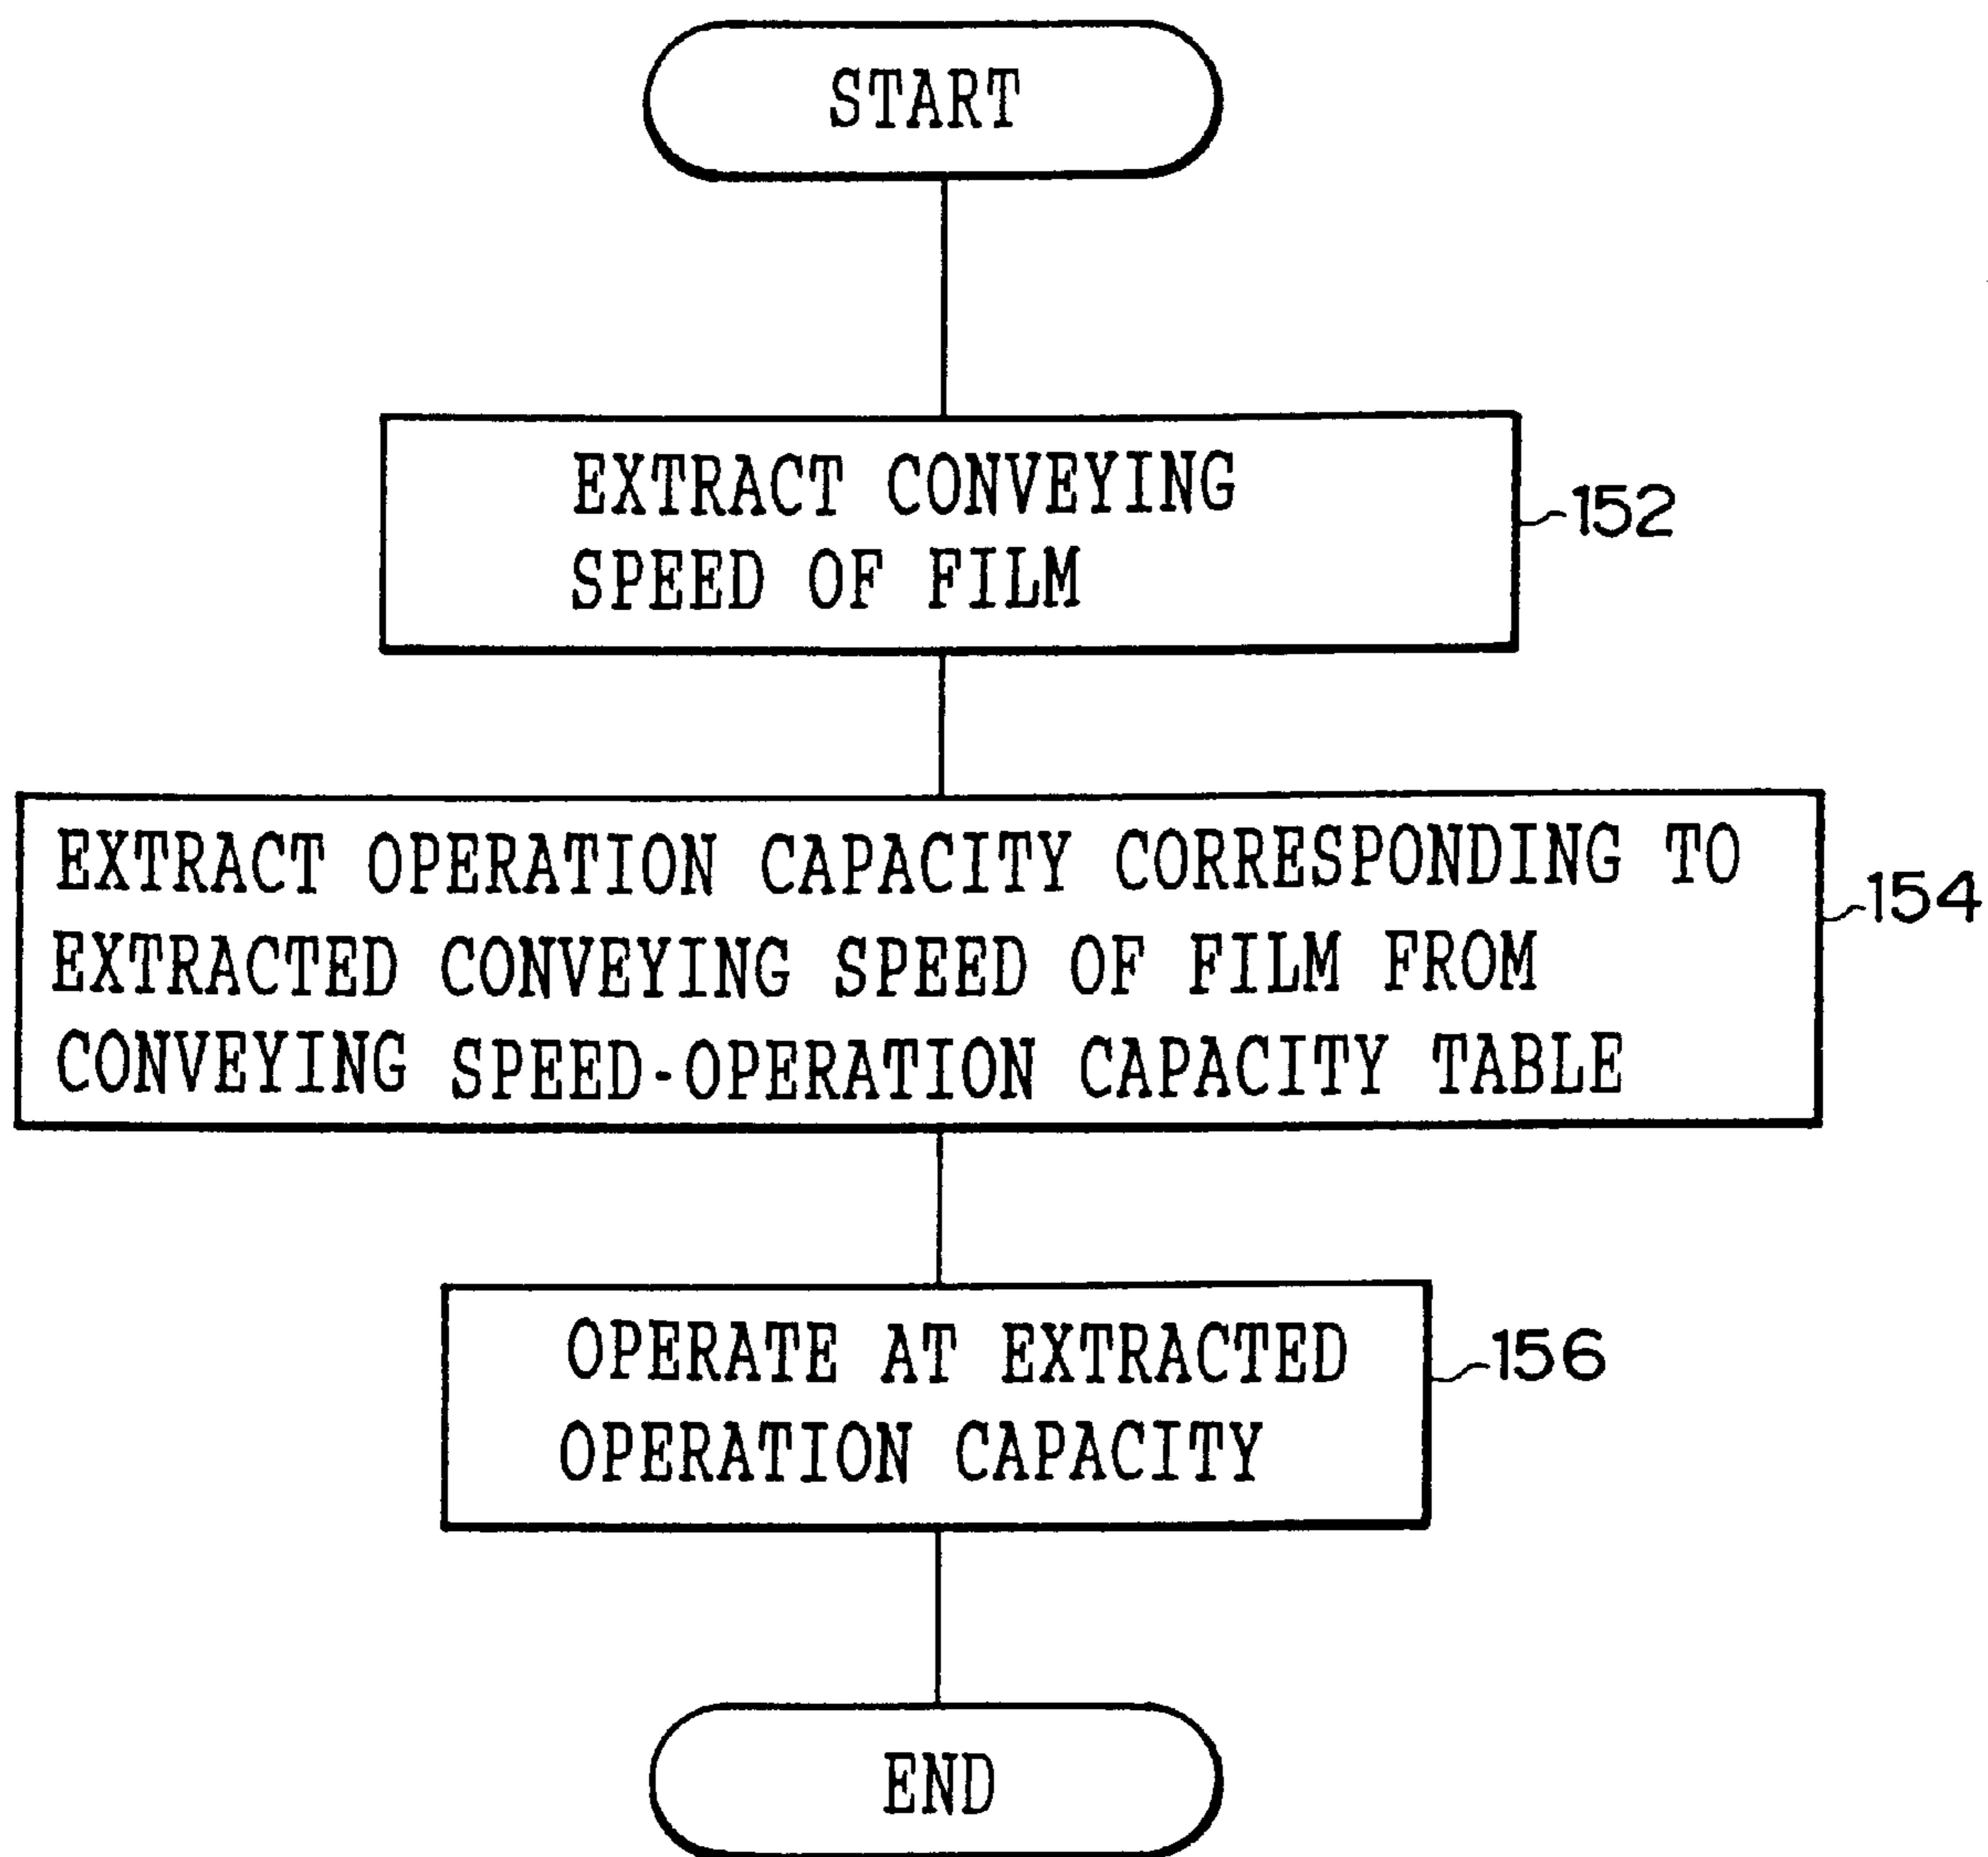 START
EXTRACT CONVEYING
SPEED OF FILM
152
EXTRACT OPERATION CAPACITY CORRESPONDING TO
EXTRACTED CONVEYING SPEED OF FILM FROM
CONVEYING SPEED-OPERATION CAPACITY TABLE
154
OPERATE AT EXTRACTED
OPERATION CAPACITY
156
END